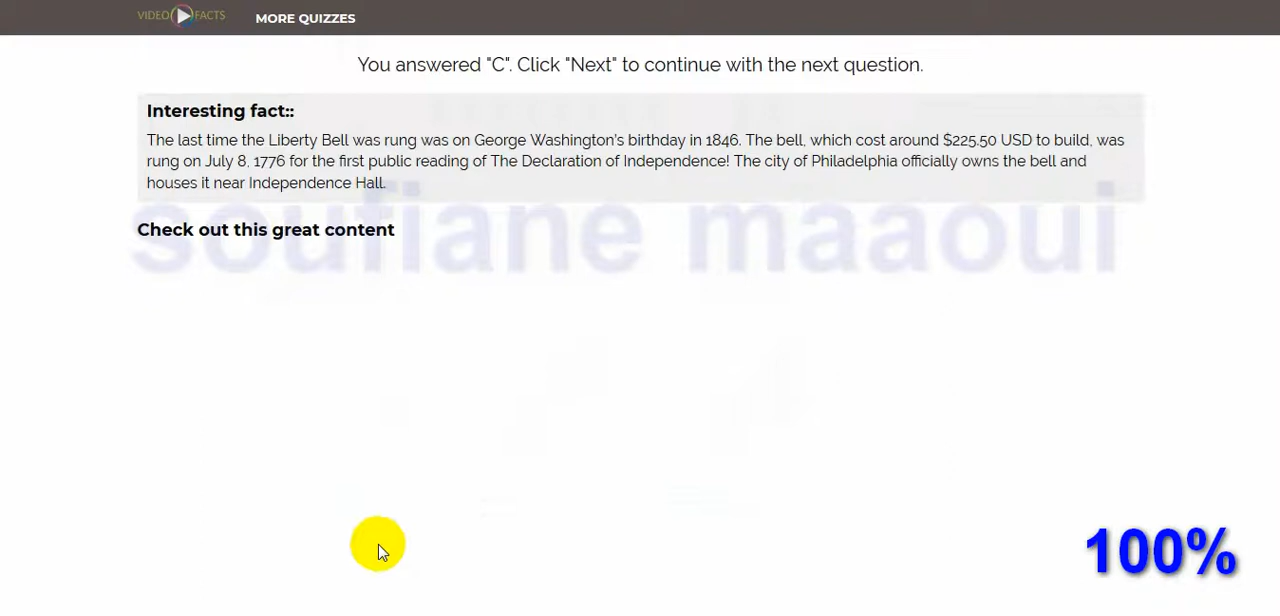 VIDEO FACTS
MORE QUIZZES
You answered "C". Click "Next" to continue with the next question.
Interesting fact::
The last time the Liberty Bell was rung was on George Washington's birthday in 1846. The bell, which cost around $225.50 USD to build, was
rung on July 8, 1776 for the first public reading of The Declaration of Independence! The city of Philadelphia officially owns the bell and
houses it near Independence Hall.
Check out this great content
soufiane maaoui
100%